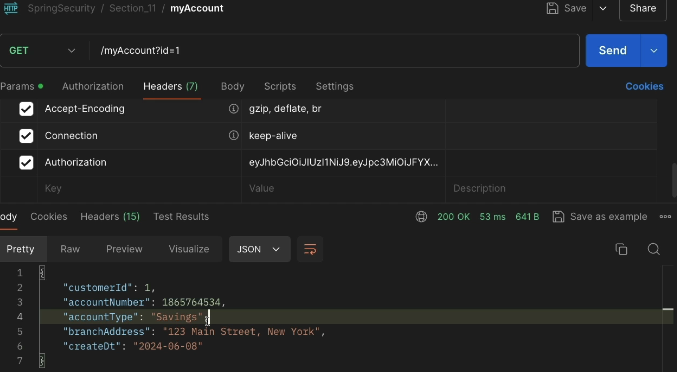 HTTP SpringSecurity / Section_11 / myAccount Save Share
GET /myAccount?id=1 Send
Params Authorization Headers (7) Body Scripts Settings Cookies
Accept-Encoding gzip, deflate, br
Connection keep-alive
Authorization eyJhbGciOiJIUzI1NiJ9.eyJpc3MiOiJFYX...
Key Value Description
ody Cookies Headers (15) Test Results 200 OK 53 ms 641 B Save as example
Pretty Raw Preview Visualize JSON
1 {
2 "customerId": 1,
3 "accountNumber": 1865764534,
4 "accountType": "Savings",
5 "branchAddress": "123 Main Street, New York",
6 "createDt": "2024-06-08"
7 }